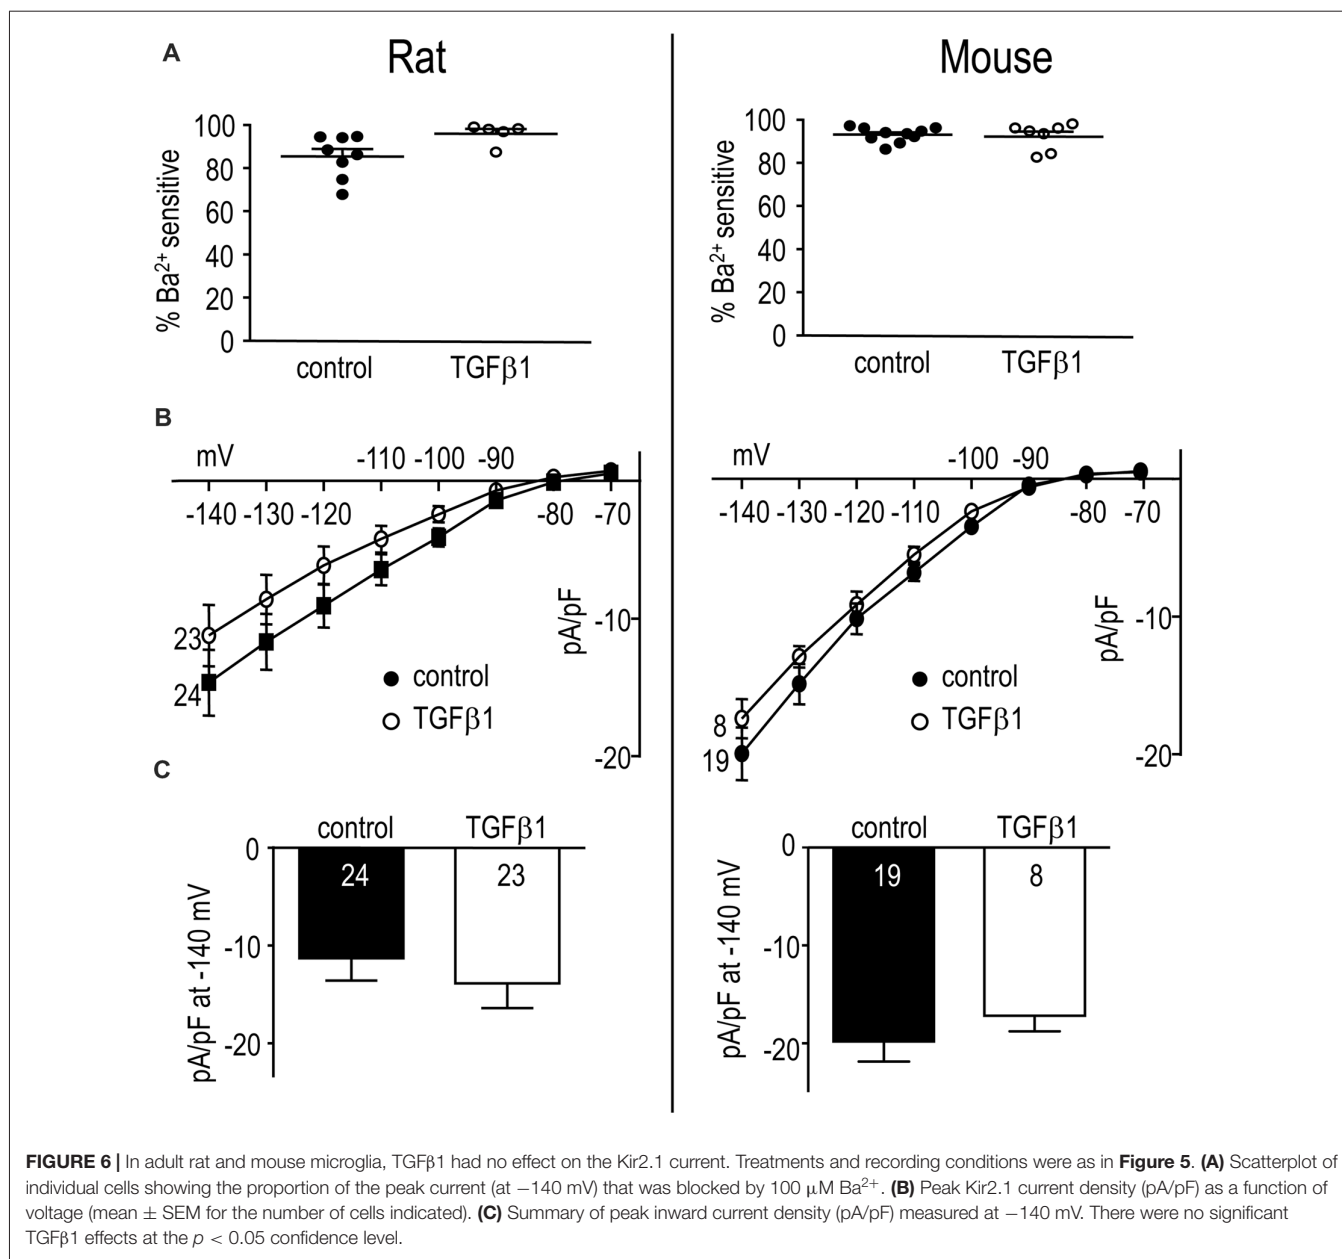 A
Rat
Mouse
% Ba2+ sensitive
100
80
60
40
20
0
control
TGFβ1
% Ba2+ sensitive
100
80
60
40
20
0
control
TGFβ1
B
mV
-110 -100 -90
-140 -130 -120
-80 -70
23
24
pA/pF
-10
-20
control
TGFβ1
mV
-100 -90
-140 -130 -120 -110
-80 -70
8
19
pA/pF
-10
-20
control
TGFβ1
C
pA/pF at -140 mV
control
TGFβ1
0
-10
-20
24
23
pA/pF at -140 mV
control
TGFβ1
0
-10
-20
19
8
FIGURE 6 | In adult rat and mouse microglia, TGFβ1 had no effect on the Kir2.1 current. Treatments and recording conditions were as in Figure 5. (A) Scatterplot of
individual cells showing the proportion of the peak current (at −140 mV) that was blocked by 100 μM Ba2+. (B) Peak Kir2.1 current density (pA/pF) as a function of
voltage (mean ± SEM for the number of cells indicated). (C) Summary of peak inward current density (pA/pF) measured at −140 mV. There were no significant
TGFβ1 effects at the p < 0.05 confidence level.